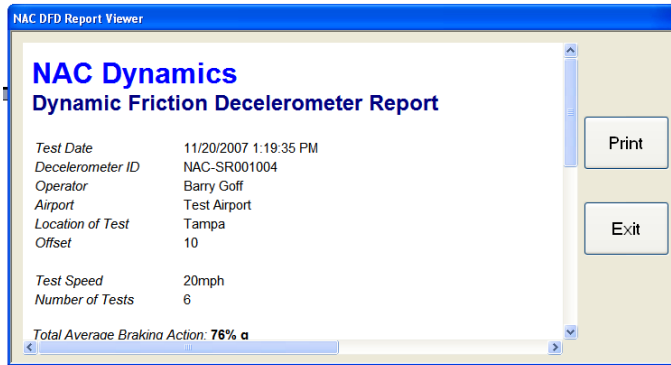 NAC DFD Report Viewer
NAC Dynamics
Dynamic Friction Decelerometer Report
Test Date 11/20/2007 1:19:35 PM
Decelerometer ID NAC-SR001004
Operator Barry Goff
Airport Test Airport
Location of Test Tampa
Offset 10
Test Speed 20mph
Number of Tests 6
Total Average Braking Action: 76% g
Print
Exit